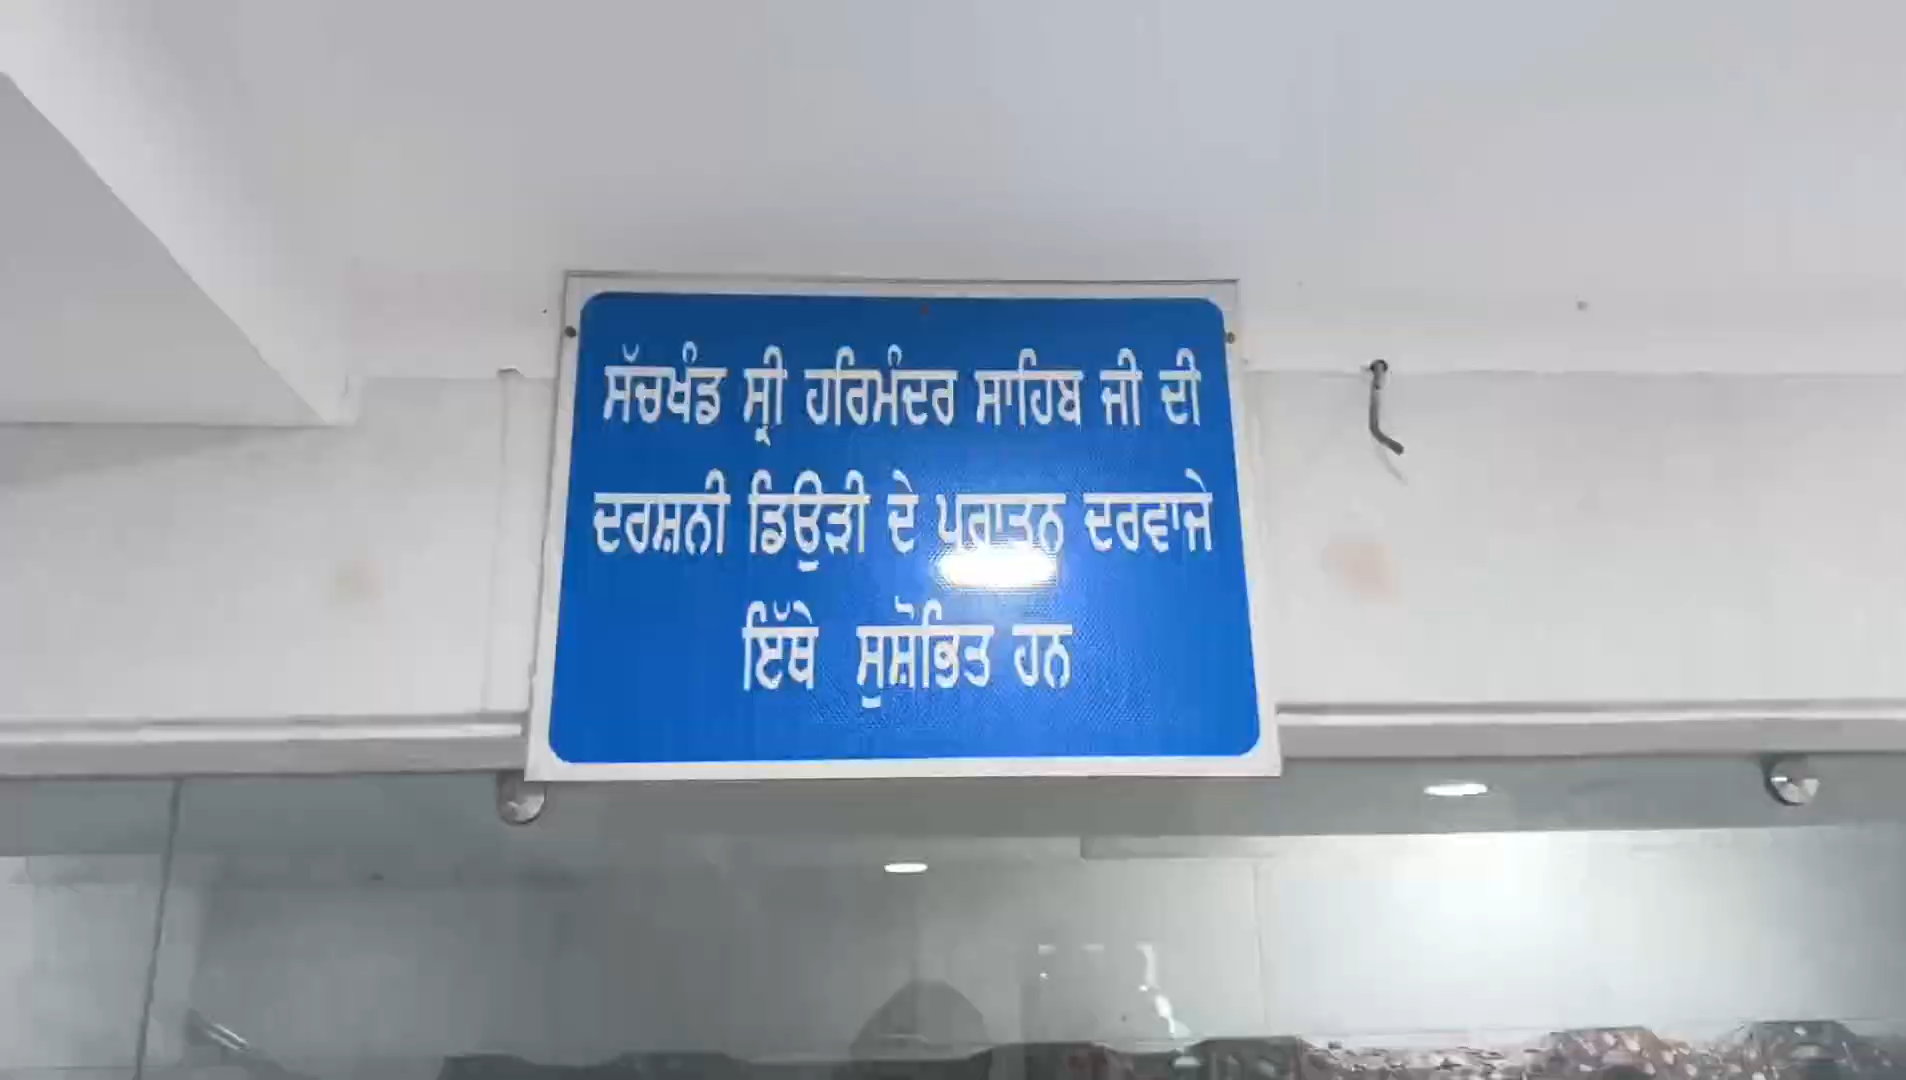 ਸੱਚਖੰਡ ਸ੍ਰੀ ਹਰਿਮੰਦਰ ਸਾਹਿਬ ਜੀ ਦੀ
ਦਰਸ਼ਨੀ ਡਿਉੜੀ ਦੇ ਪੁਰਾਤਨ ਦਰਵਾਜੇ
ਇੱਥੇ ਸੁਸ਼ੋਭਿਤ ਹਨ